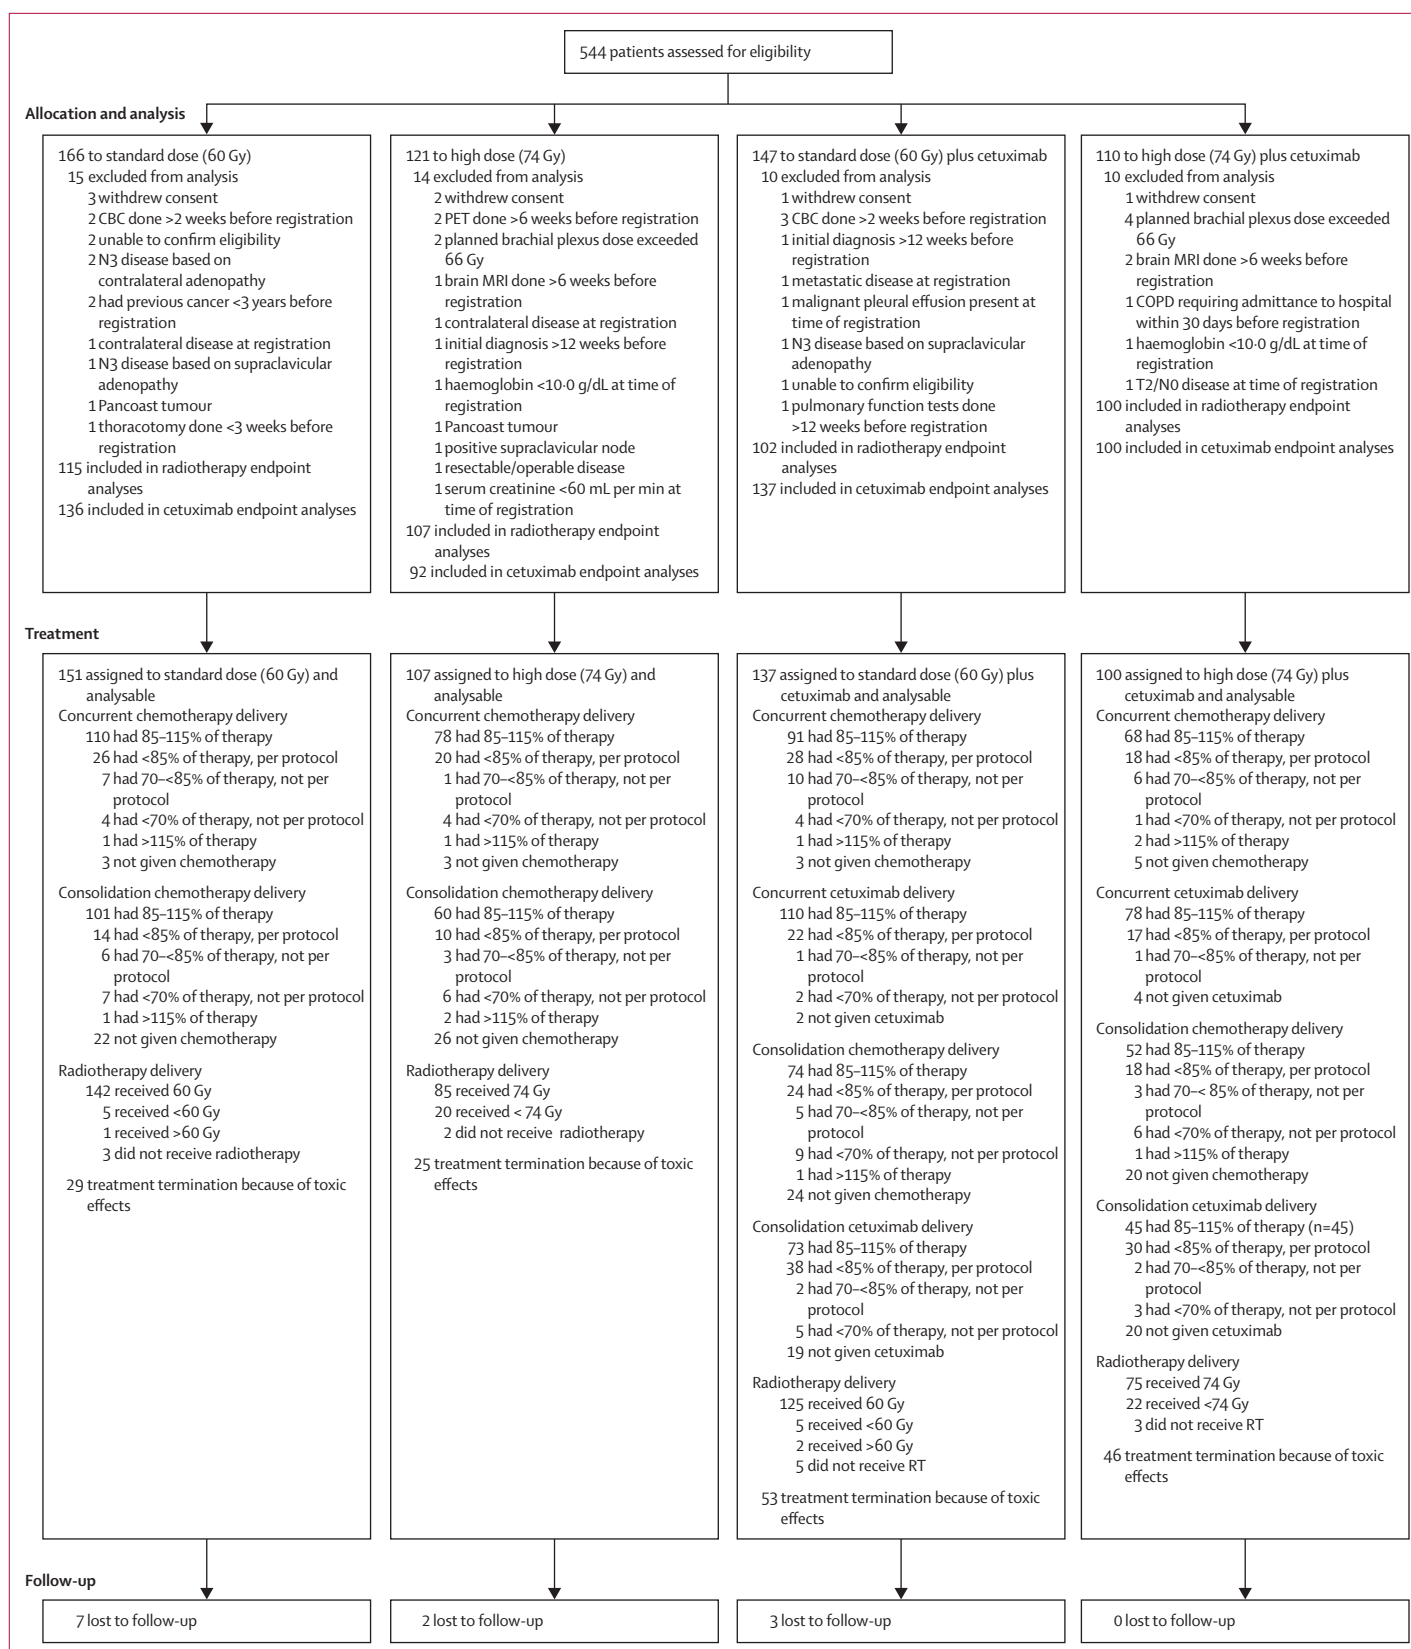 544 patients assessed for eligibility
Allocation and analysis
166 to standard dose (60 Gy)
15 excluded from analysis
3 withdrew consent
2 CBC done >2 weeks before registration
2 unable to confirm eligibility
2 N3 disease based on
contralateral adenopathy
2 had previous cancer <3 years before
registration
1 contralateral disease at registration
1 N3 disease based on supraclavicular
adenopathy
1 Pancoast tumour
1 thoracotomy done <3 weeks before
registration
115 included in radiotherapy endpoint
analyses
136 included in cetuximab endpoint analyses
121 to high dose (74 Gy)
14 excluded from analysis
2 withdrew consent
2 PET done >6 weeks before registration
2 planned brachial plexus dose exceeded
66 Gy
1 brain MRI done >6 weeks before
registration
1 contralateral disease at registration
1 initial diagnosis >12 weeks before
registration
1 haemoglobin <10·0 g/dL at time of
registration
1 Pancoast tumour
1 positive supraclavicular node
1 resectable/operable disease
1 serum creatinine <60 mL per min at
time of registration
107 included in radiotherapy endpoint
analyses
92 included in cetuximab endpoint analyses
147 to standard dose (60 Gy) plus cetuximab
10 excluded from analysis
1 withdrew consent
3 CBC done >2 weeks before registration
1 initial diagnosis >12 weeks before
registration
1 metastatic disease at registration
1 malignant pleural effusion present at
time of registration
1 N3 disease based on supraclavicular
adenopathy
1 unable to confirm eligibility
1 pulmonary function tests done
>12 weeks before registration
102 included in radiotherapy endpoint
analyses
137 included in cetuximab endpoint analyses
110 to high dose (74 Gy) plus cetuximab
10 excluded from analysis
1 withdrew consent
4 planned brachial plexus dose exceeded
66 Gy
2 brain MRI done >6 weeks before
registration
1 COPD requiring admittance to hospital
within 30 days before registration
1 haemoglobin <10·0 g/dL at time of
registration
1 T2/N0 disease at time of registration
100 included in radiotherapy endpoint
analyses
100 included in cetuximab endpoint analyses
Treatment
151 assigned to standard dose (60 Gy) and
analysable
Concurrent chemotherapy delivery
110 had 85–115% of therapy
26 had <85% of therapy, per protocol
7 had 70–<85% of therapy, not per
protocol
4 had <70% of therapy, not per protocol
1 had >115% of therapy
3 not given chemotherapy
Consolidation chemotherapy delivery
101 had 85–115% of therapy
14 had <85% of therapy, per protocol
6 had 70–<85% of therapy, not per
protocol
7 had <70% of therapy, not per protocol
1 had >115% of therapy
22 not given chemotherapy
Radiotherapy delivery
142 received 60 Gy
5 received <60 Gy
1 received >60 Gy
3 did not receive radiotherapy
29 treatment termination because of toxic
effects
107 assigned to high dose (74 Gy) and
analysable
Concurrent chemotherapy delivery
78 had 85–115% of therapy
20 had <85% of therapy, per protocol
1 had 70–<85% of therapy, not per
protocol
4 had <70% of therapy, not per protocol
1 had >115% of therapy
3 not given chemotherapy
Consolidation chemotherapy delivery
60 had 85–115% of therapy
10 had <85% of therapy, per protocol
3 had 70–<85% of therapy, not per
protocol
6 had <70% of therapy, not per protocol
2 had >115% of therapy
26 not given chemotherapy
Radiotherapy delivery
85 received 74 Gy
20 received < 74 Gy
2 did not receive radiotherapy
25 treatment termination because of toxic
effects
137 assigned to standard dose (60 Gy) plus
cetuximab and analysable
Concurrent chemotherapy delivery
91 had 85–115% of therapy
28 had <85% of therapy, per protocol
10 had 70–<85% of therapy, not per
protocol
4 had <70% of therapy, not per protocol
1 had >115% of therapy
3 not given chemotherapy
Concurrent cetuximab delivery
110 had 85–115% of therapy
22 had <85% of therapy, per protocol
1 had 70–<85% of therapy, not per
protocol
2 had <70% of therapy, not per protocol
2 not given cetuximab
Consolidation chemotherapy delivery
74 had 85–115% of therapy
24 had <85% of therapy, per protocol
5 had 70–<85% of therapy, not per
protocol
9 had <70% of therapy, not per protocol
1 had >115% of therapy
24 not given chemotherapy
Consolidation cetuximab delivery
73 had 85–115% of therapy
38 had <85% of therapy, per protocol
2 had 70–<85% of therapy, not per
protocol
5 had <70% of therapy, not per protocol
19 not given cetuximab
Radiotherapy delivery
125 received 60 Gy
5 received <60 Gy
2 received >60 Gy
5 did not receive RT
53 treatment termination because of toxic
effects
100 assigned to high dose (74 Gy) plus
cetuximab and analysable
Concurrent chemotherapy delivery
68 had 85–115% of therapy
18 had <85% of therapy, per protocol
6 had 70–<85% of therapy, not per
protocol
1 had <70% of therapy, not per protocol
2 had >115% of therapy
5 not given chemotherapy
Concurrent cetuximab delivery
78 had 85–115% of therapy
17 had <85% of therapy, per protocol
1 had 70–<85% of therapy, not per
protocol
4 not given cetuximab
Consolidation chemotherapy delivery
52 had 85–115% of therapy
18 had <85% of therapy, per protocol
3 had 70–< 85% of therapy, not per
protocol
6 had <70% of therapy, not per protocol
1 had >115% of therapy
20 not given chemotherapy
Consolidation cetuximab delivery
45 had 85–115% of therapy (n=45)
30 had <85% of therapy, per protocol
2 had 70–<85% of therapy, not per
protocol
3 had <70% of therapy, not per protocol
20 not given cetuximab
Radiotherapy delivery
75 received 74 Gy
22 received <74 Gy
3 did not receive RT
46 treatment termination because of toxic
effects
Follow-up
7 lost to follow-up
2 lost to follow-up
3 lost to follow-up
0 lost to follow-up